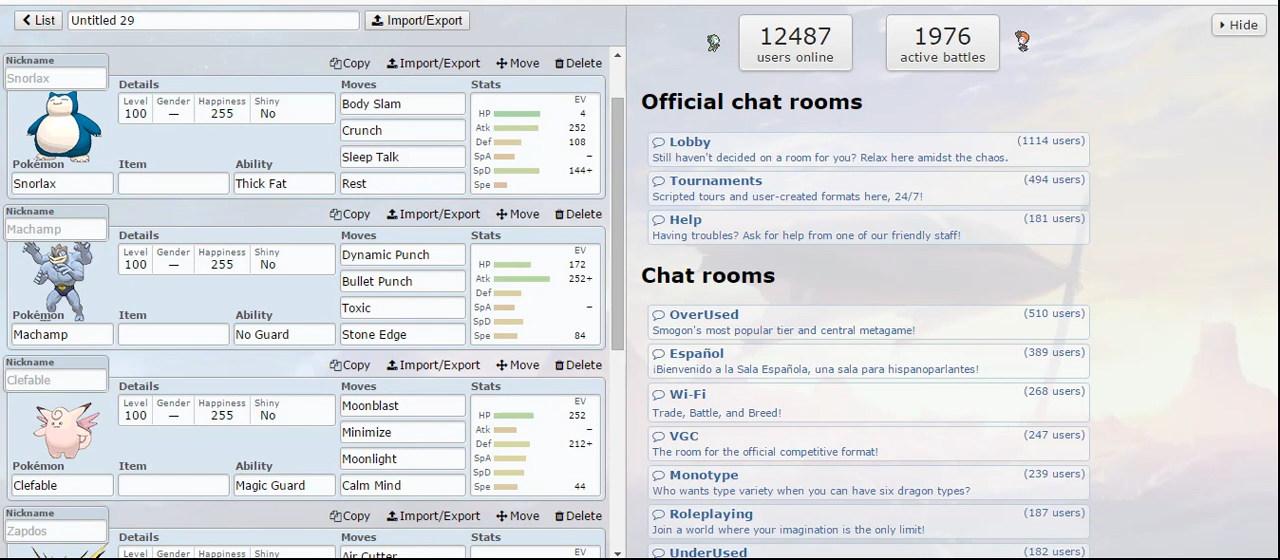 List
Untitled 29
Import/Export
Nickname
Snorlax
Copy Import/Export Move Delete
Details
Level Gender Happiness Shiny
100 — 255 No
Moves
Body Slam
Crunch
Sleep Talk
Rest
Stats
EV
HP 4
Atk 252
Def 108
SpA –
SpD 144+
Spe
Pokémon Item Ability
Snorlax Thick Fat
Nickname
Machamp
Copy Import/Export Move Delete
Details
Level Gender Happiness Shiny
100 — 255 No
Moves
Dynamic Punch
Bullet Punch
Toxic
Stone Edge
Stats
EV
HP 172
Atk 252+
Def
SpA –
SpD
Spe 84
Pokémon Item Ability
Machamp No Guard
Nickname
Clefable
Copy Import/Export Move Delete
Details
Level Gender Happiness Shiny
100 — 255 No
Moves
Moonblast
Minimize
Moonlight
Calm Mind
Stats
EV
HP 252
Atk –
Def 212+
SpA
SpD
Spe 44
Pokémon Item Ability
Clefable Magic Guard
Nickname
Zapdos
Copy Import/Export Move Delete
Details
Level Gender Happiness Shiny
Moves
Air Cutter
Stats
EV
12487
users online
1976
active battles
Hide
Official chat rooms
Lobby (1114 users)
Still haven't decided on a room for you? Relax here amidst the chaos.
Tournaments (494 users)
Scripted tours and user-created formats here, 24/7!
Help (181 users)
Having troubles? Ask for help from one of our friendly staff!
Chat rooms
OverUsed (510 users)
Smogon's most popular tier and central metagame!
Español (389 users)
¡Bienvenido a la Sala Española, una sala para hispanoparlantes!
Wi-Fi (268 users)
Trade, Battle, and Breed!
VGC (247 users)
The room for the official competitive format!
Monotype (239 users)
Who wants type variety when you can have six dragon types?
Roleplaying (187 users)
Join a world where your imagination is the only limit!
UnderUsed (182 users)